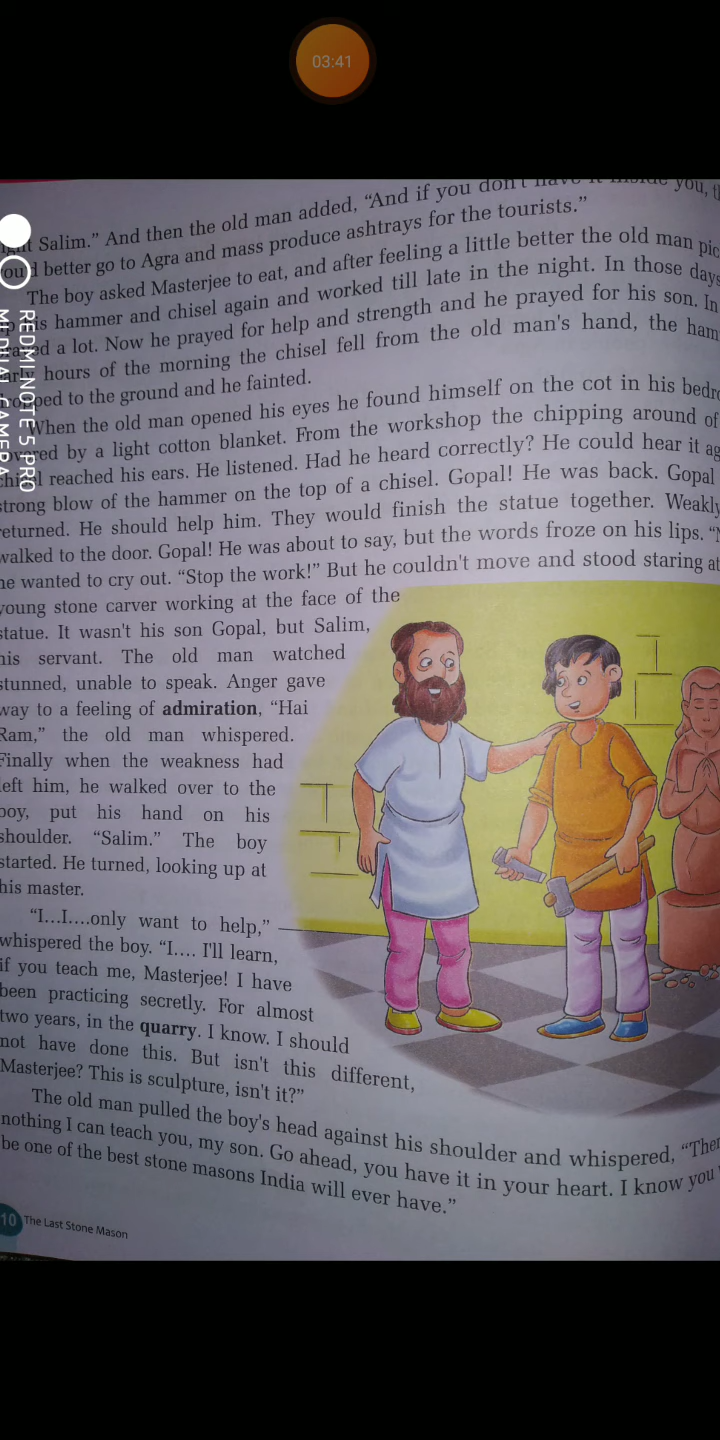 03:41
Salim.” And then the old man added, “And if you don't have it inside you,
better go to Agra and mass produce ashtrays for the tourists.”
The boy asked Masterjee to eat, and after feeling a little better the old man
his hammer and chisel again and worked till late in the night. In those days
a lot. Now he prayed for help and strength and he prayed for his son. In
hours of the morning the chisel fell from the old man's hand, the
to the ground and he fainted.
When the old man opened his eyes he found himself on the cot in his
by a light cotton blanket. From the workshop the chipping around of
reached his ears. He listened. Had he heard correctly? He could hear it
strong blow of the hammer on the top of a chisel. Gopal! He was back. Gopal
returned. He should help him. They would finish the statue together. Weakly
walked to the door. Gopal! He was about to say, but the words froze on his lips.
he wanted to cry out. “Stop the work!” But he couldn't move and stood staring at
young stone carver working at the face of the
statue. It wasn't his son Gopal, but Salim,
his servant. The old man watched
stunned, unable to speak. Anger gave
way to a feeling of admiration, “Hai
Ram,” the old man whispered.
Finally when the weakness had
left him, he walked over to the
boy, put his hand on his
shoulder. “Salim.” The boy
started. He turned, looking up at
his master.
“I...I....only want to help,”
whispered the boy. “I.... I'll learn,
if you teach me, Masterjee! I have
been practicing secretly. For almost
two years, in the quarry. I know. I should
not have done this. But isn't this different,
Masterjee? This is sculpture, isn't it?”
The old man pulled the boy's head against his shoulder and whispered,
nothing I can teach you, my son. Go ahead, you have it in your heart. I know you
be one of the best stone masons India will ever have.”
10 The Last Stone Mason
REDMI NOTE 5 PRO
MI DUAL CAMERA